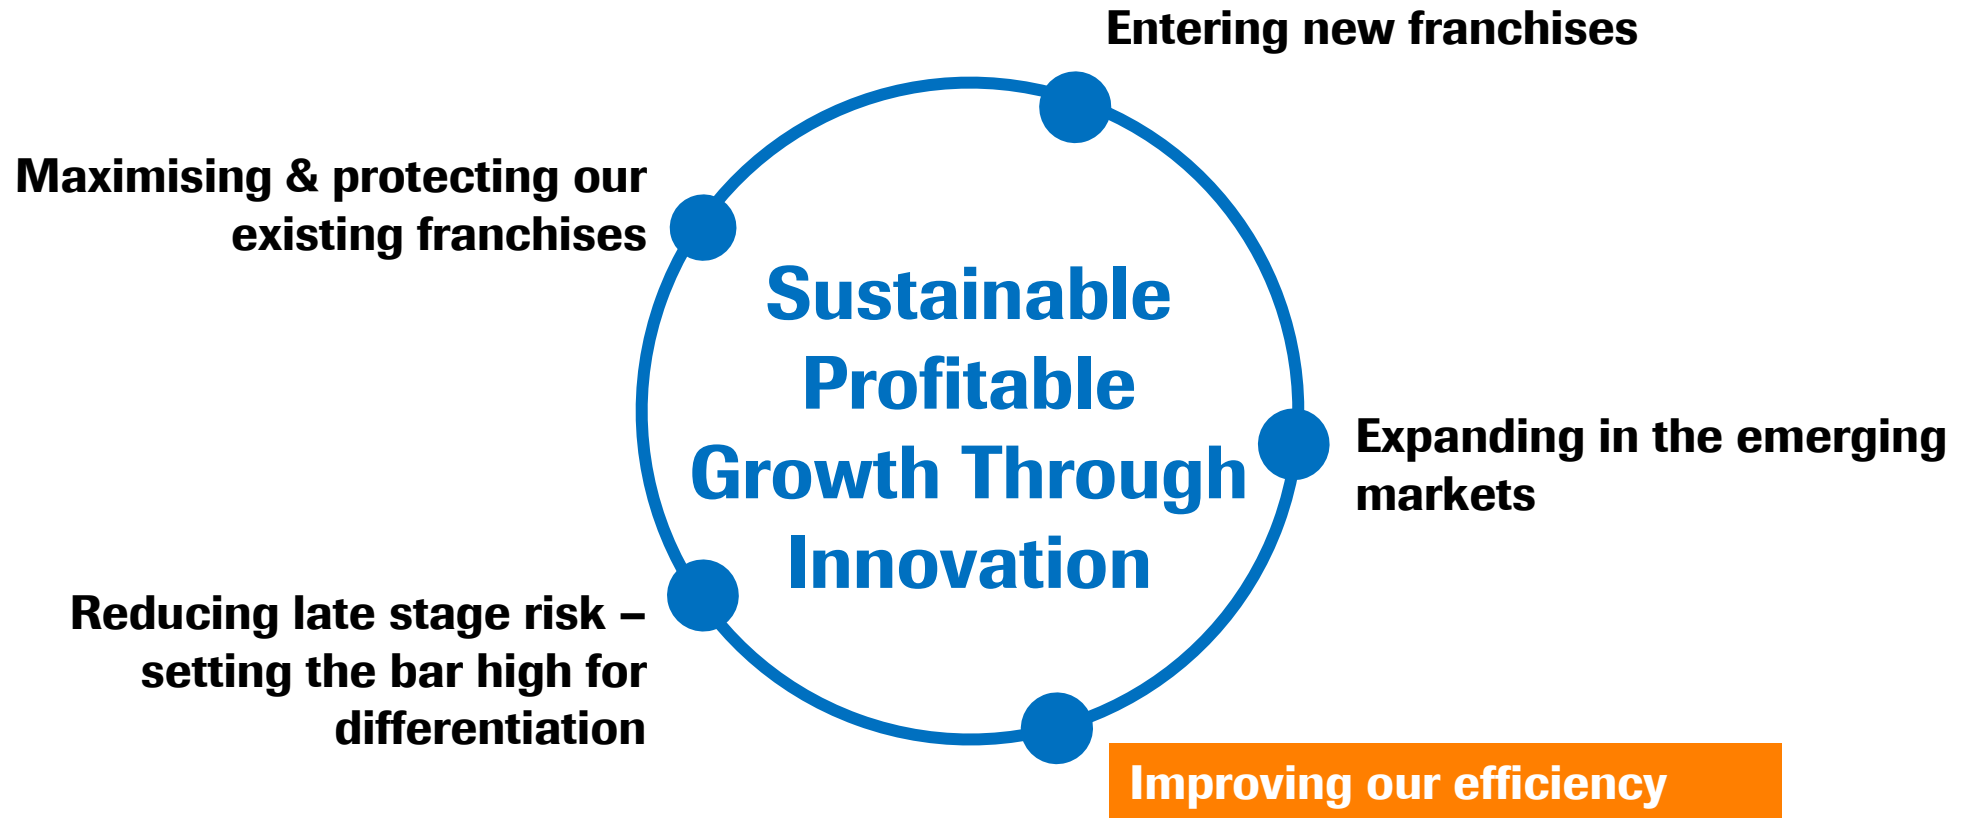 Entering new franchises
Maximising & protecting our
existing franchises
Sustainable
Profitable
Growth Through
Innovation
Expanding in the emerging
markets
Reducing late stage risk –
setting the bar high for
differentiation
Improving our efficiency